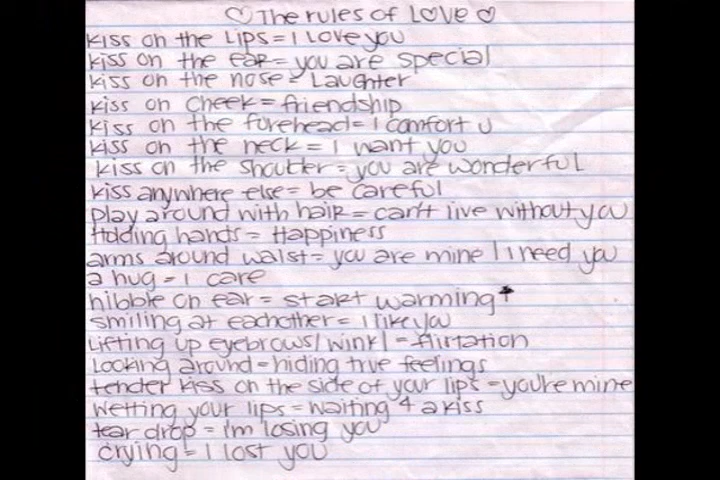 ♡ The rules of LOVE ♡
kiss on the Lips = I Love you
kiss on the ear = you are special
kiss on the nose = Laughter
kiss on cheek = friendship
kiss on the forehead = I comfort u
kiss on the neck = I want you
kiss on the shoulder = you are wonderful
kiss anywhere else = be careful
play around with hair = can't live without you
Holding hands = Happiness
arms around waist = you are mine / I need you
a hug = I care
nibble on ear = start warming ↑
smiling at eachother = I like you
Lifting up eyebrows/wink/ = flirtation
Looking around = hiding true feelings
tender kiss on the side of your lips = you're mine
Wetting your lips = waiting 4 a kiss
tear drop = I'm losing you
crying = I lost you